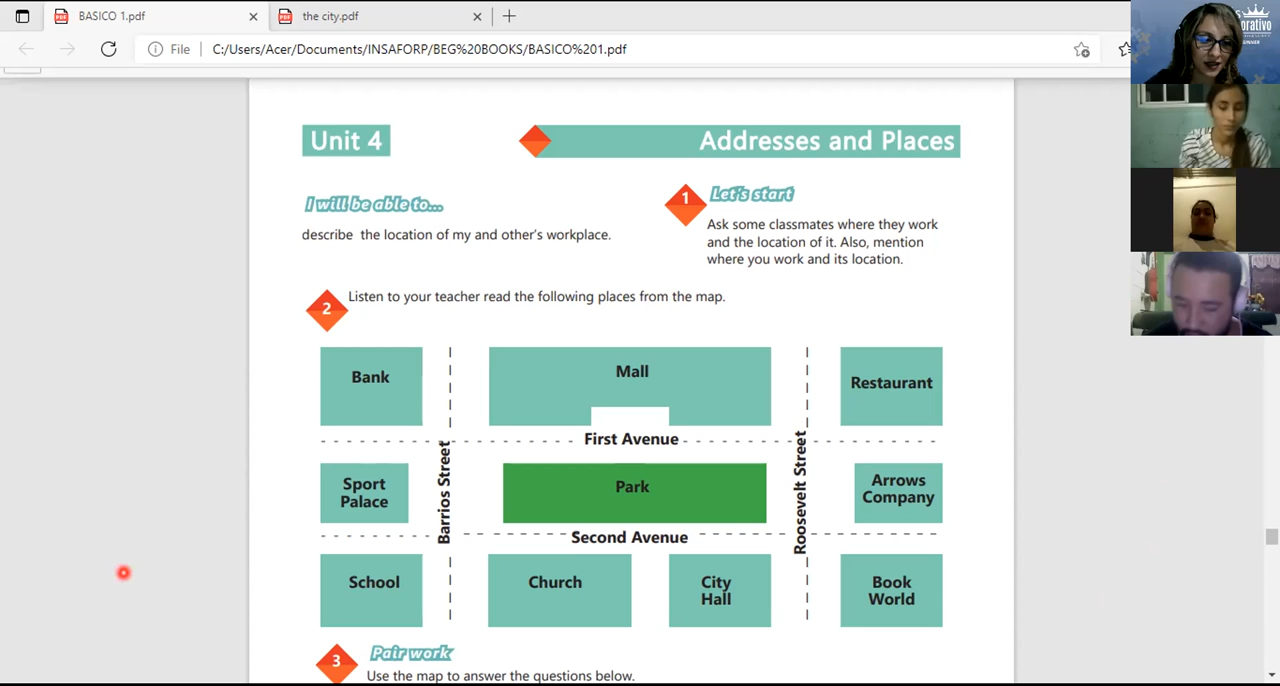 BASICO 1.pdf
the city.pdf
File
C:/Users/Acer/Documents/INSAFORP/BEG%20BOOKS/BASICO%201.pdf
Unit 4
Addresses and Places
I will be able to...
describe the location of my and other's workplace.
1
Let's start
Ask some classmates where they work
and the location of it. Also, mention
where you work and its location.
2
Listen to your teacher read the following places from the map.
Bank
Mall
Restaurant
First Avenue
Sport
Palace
Barrios Street
Park
Roosevelt Street
Arrows
Company
Second Avenue
School
Church
City
Hall
Book
World
3
Pair work
Use the map to answer the questions below.